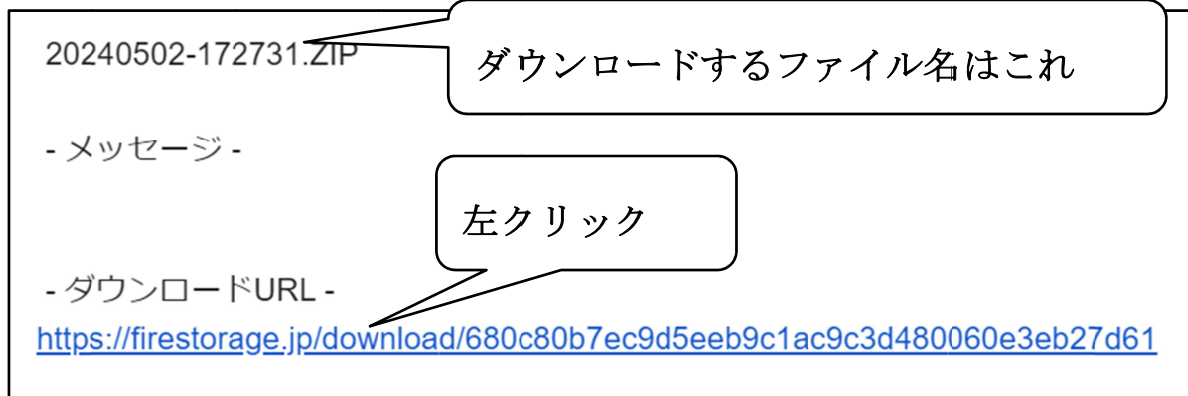 20240502-172731.ZIP
ダウンロードするファイル名はこれ
- メッセージ -
左クリック
- ダウンロードURL -
https://firestorage.jp/download/680c80b7ec9d5eeb9c1ac9c3d480060e3eb27d61